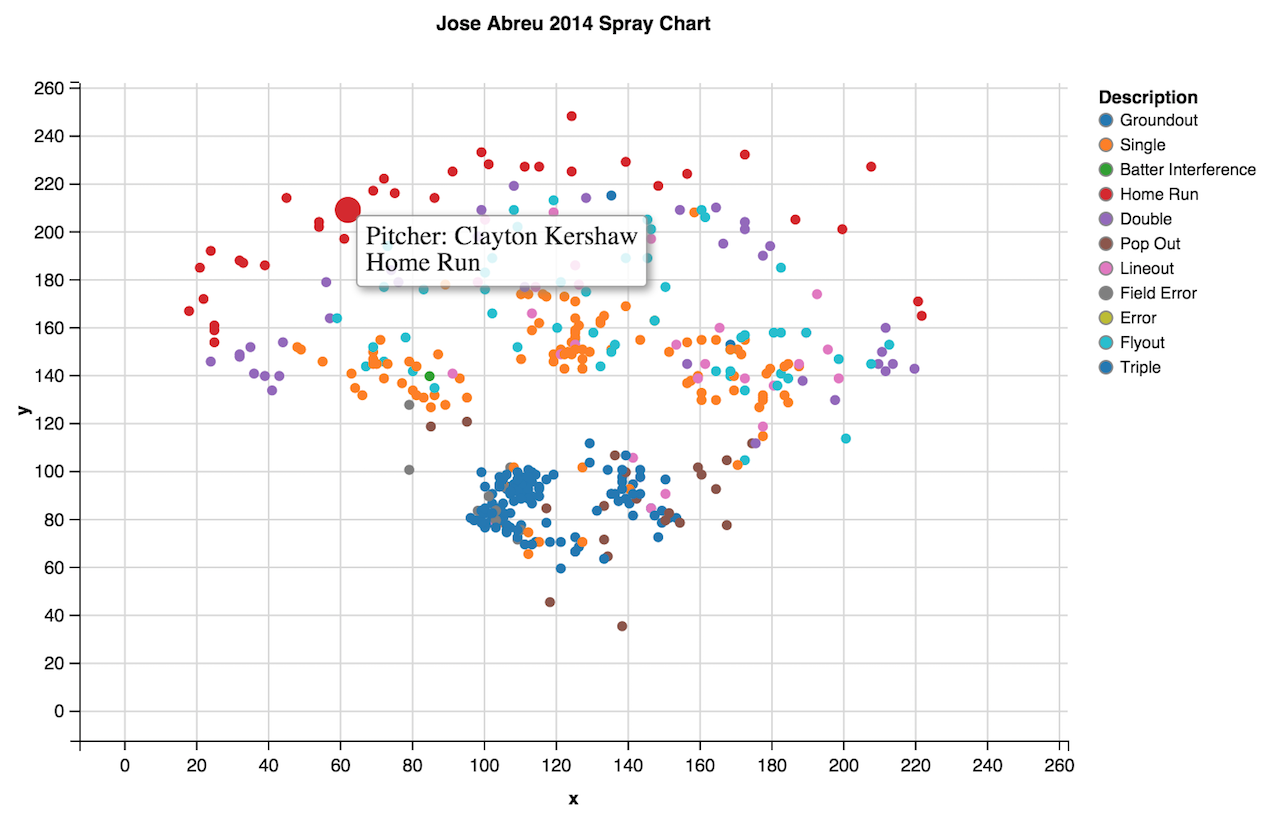 Jose Abreu 2014 Spray Chart
260
240
220
200
180
160
140
120
100
80
60
40
20
0
y
Pitcher: Clayton Kershaw
Home Run
0 20 40 60 80 100 120 140 160 180 200 220 240 260
x
Description
Groundout
Single
Batter Interference
Home Run
Double
Pop Out
Lineout
Field Error
Error
Flyout
Triple